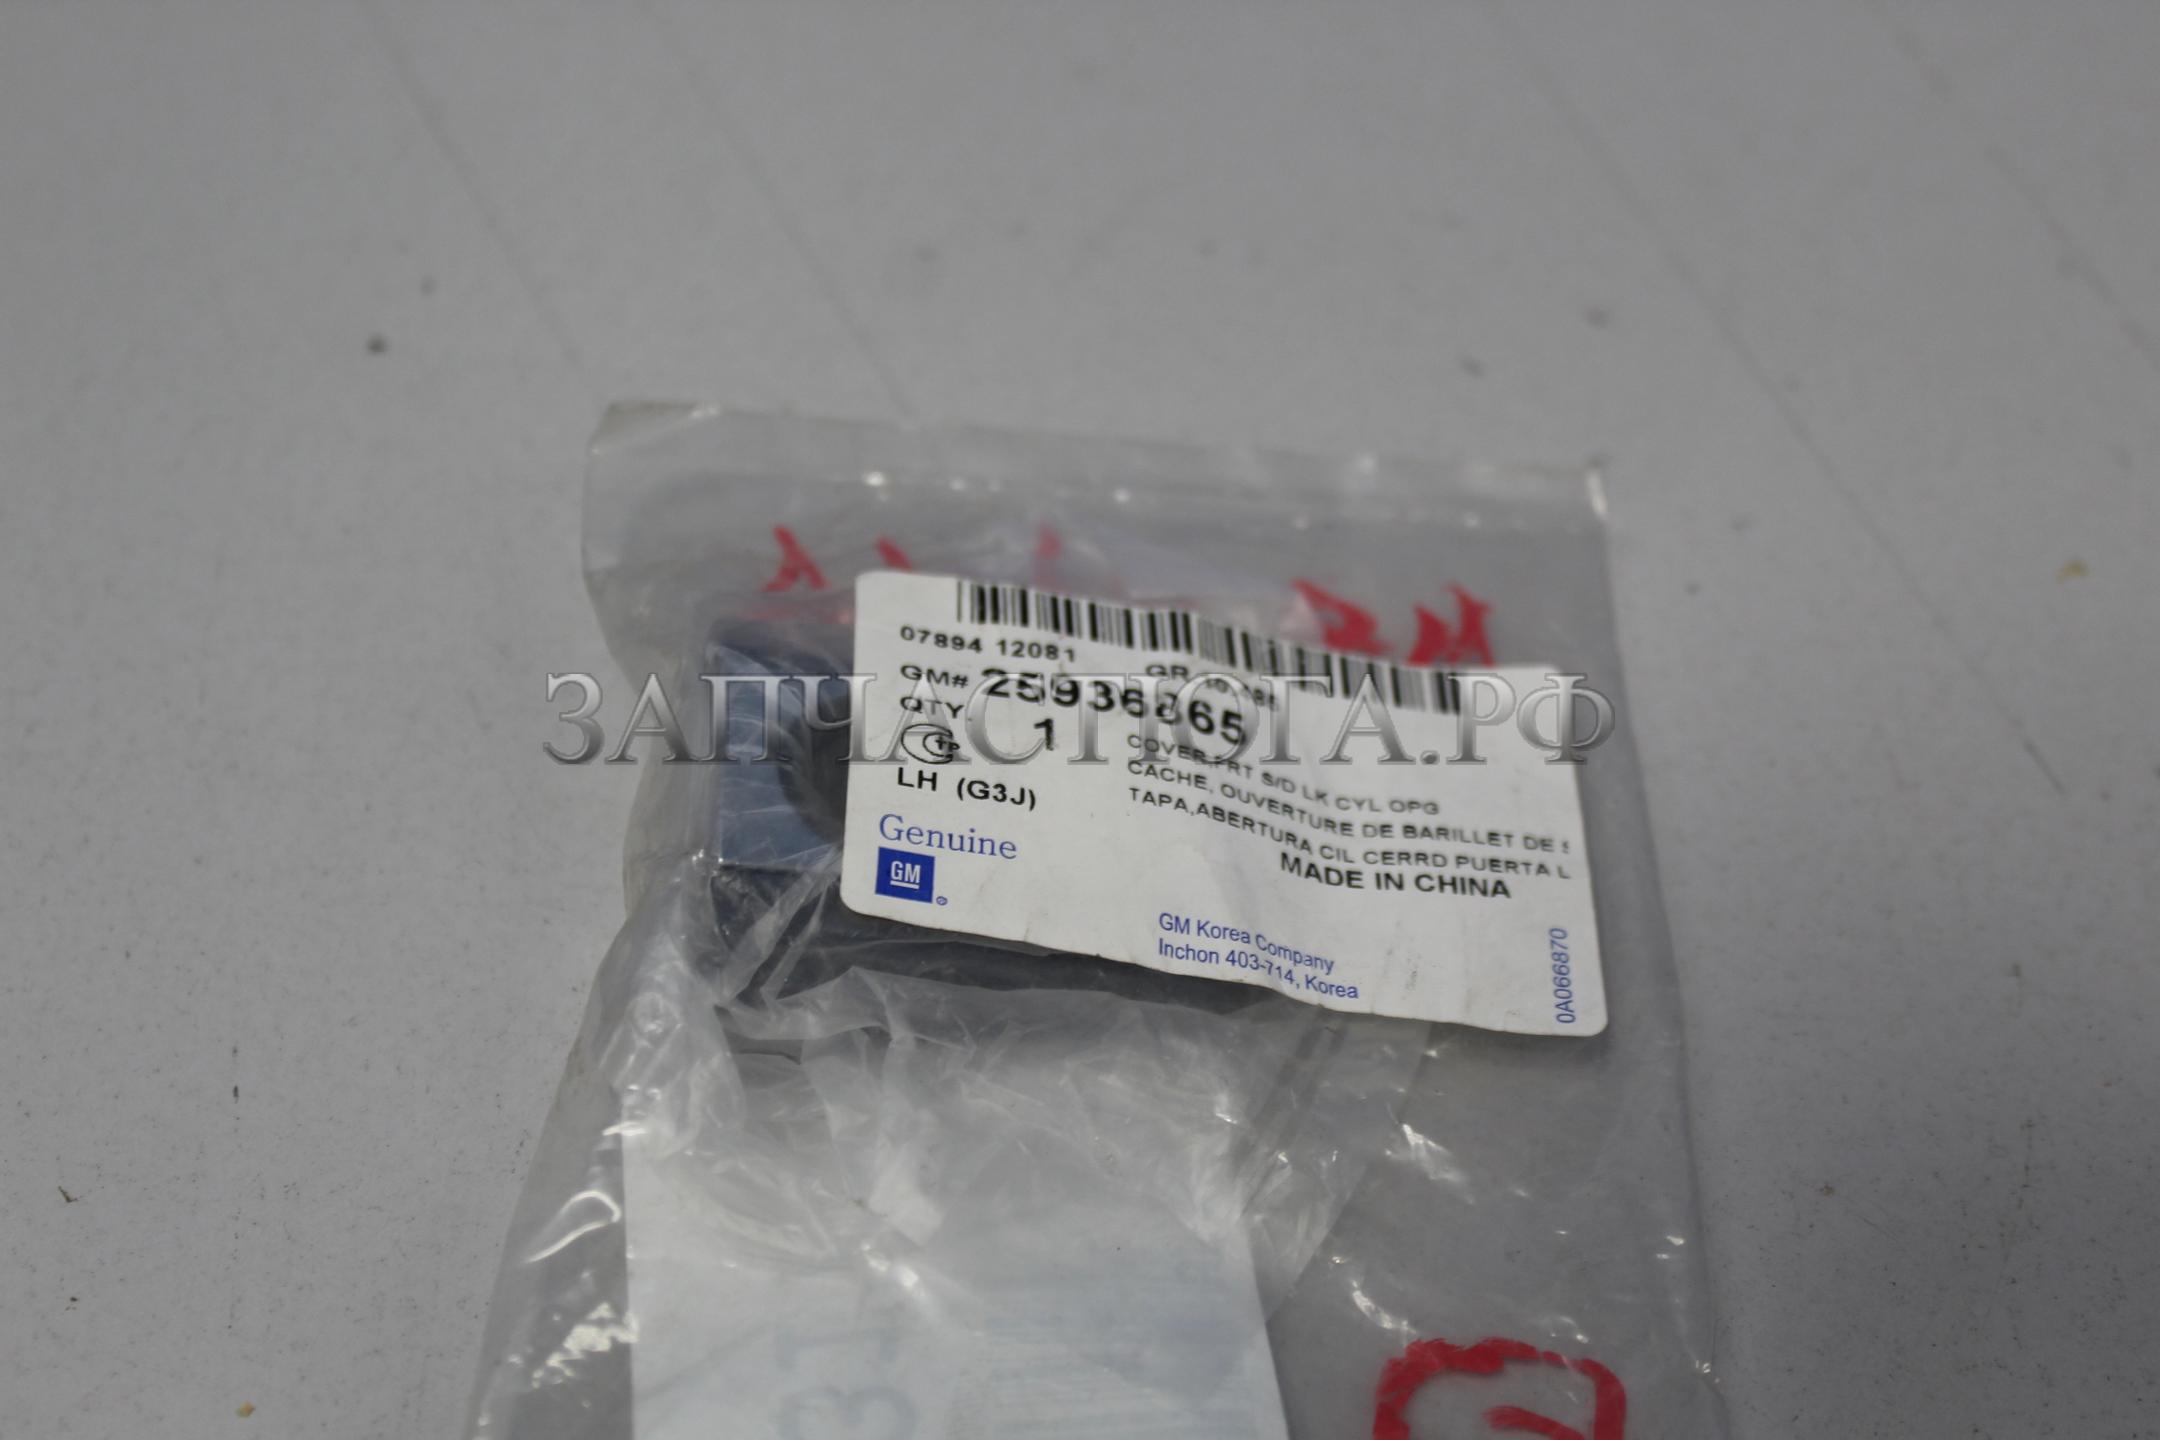 07894 12081
GM# 25936865
QTY. 1
COVER,FRT S/D LK CYL OPG
CACHE, OUVERTURE DE BARILLET DE
TAPA,ABERTURA CIL CERRD PUERTA L
LH (G3J)
MADE IN CHINA
Genuine
GM
GM Korea Company
Inchon 403-714, Korea
0A066870
ЗАПЧАСТЮГА.РФ